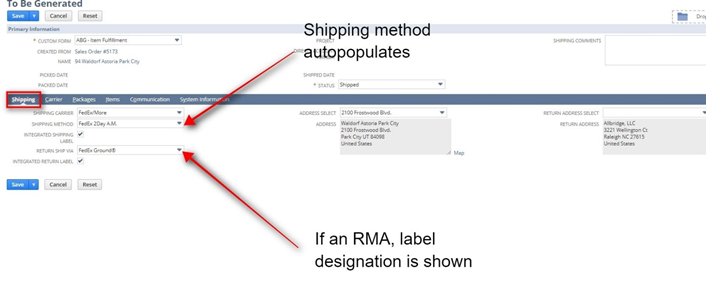 To Be Generated
Save
Cancel
Reset
Drop
Primary Information
* CUSTOM FORM ABG - Item Fulfillment
CREATED FROM Sales Order #5173
NAME 94 Waldorf Astoria Park City
PROJECT
SHIPPING COMMENTS
Shipping method
autopopulates
PICKED DATE
PACKED DATE
SHIPPED DATE
* STATUS Shipped
Shipping Carrier Packages Items Communication System Information
SHIPPING CARRIER FedEx/More
SHIPPING METHOD FedEx 2Day A.M.
INTEGRATED SHIPPING
LABEL
RETURN SHIP VIA FedEx Ground®
INTEGRATED RETURN LABEL
ADDRESS SELECT 2100 Frostwood Blvd.
ADDRESS Waldorf Astoria Park City
2100 Frostwood Blvd.
Park City UT 84098
United States
Map
RETURN ADDRESS SELECT
RETURN ADDRESS Allbridge, LLC
3221 Wellington Ct
Raleigh NC 27615
United States
Save
Cancel
Reset
If an RMA, label
designation is shown